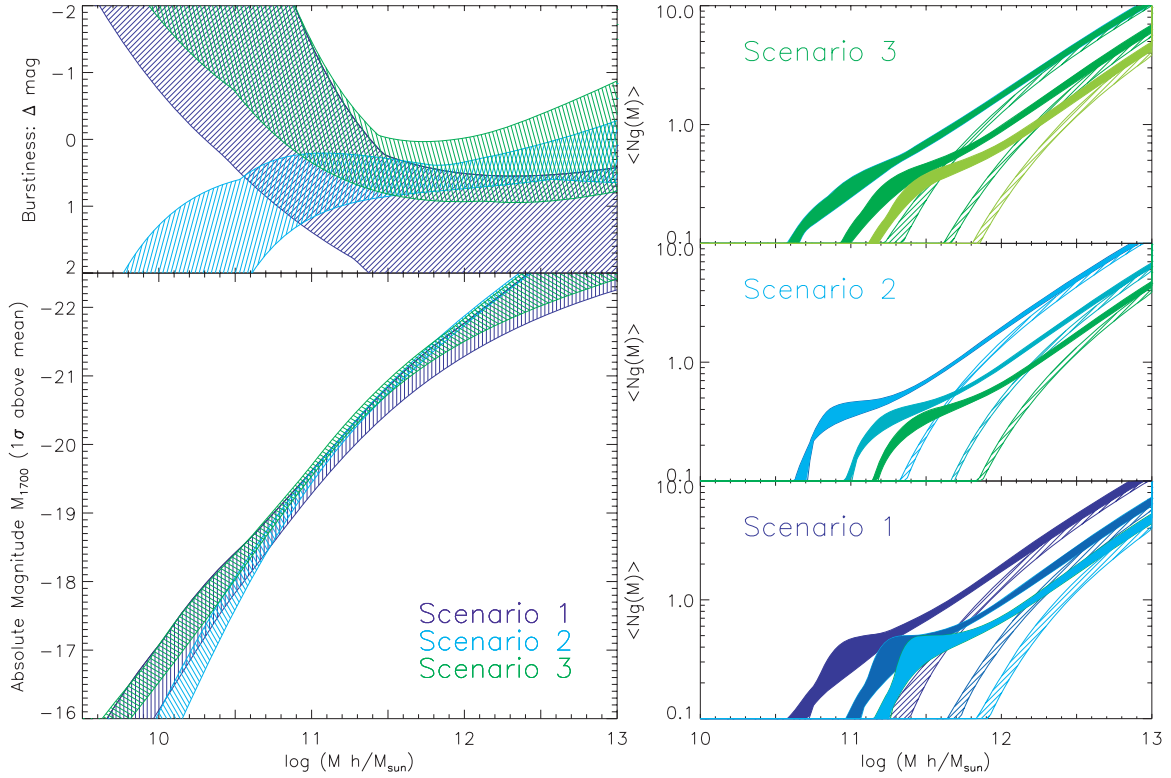 -2
-1
0
1
2
Burstiness: Δ mag
-22
-21
-20
-19
-18
-17
-16
Absolute Magnitude M1700 (1σ above mean)
Scenario 1
Scenario 2
Scenario 3
10
11
12
13
log (M h/Msun)
10.0
1.0
0.1
<Ng(M)>
Scenario 3
10.0
1.0
0.1
<Ng(M)>
Scenario 2
10.0
1.0
0.1
<Ng(M)>
Scenario 1
10
11
12
13
log (M h/Msun)